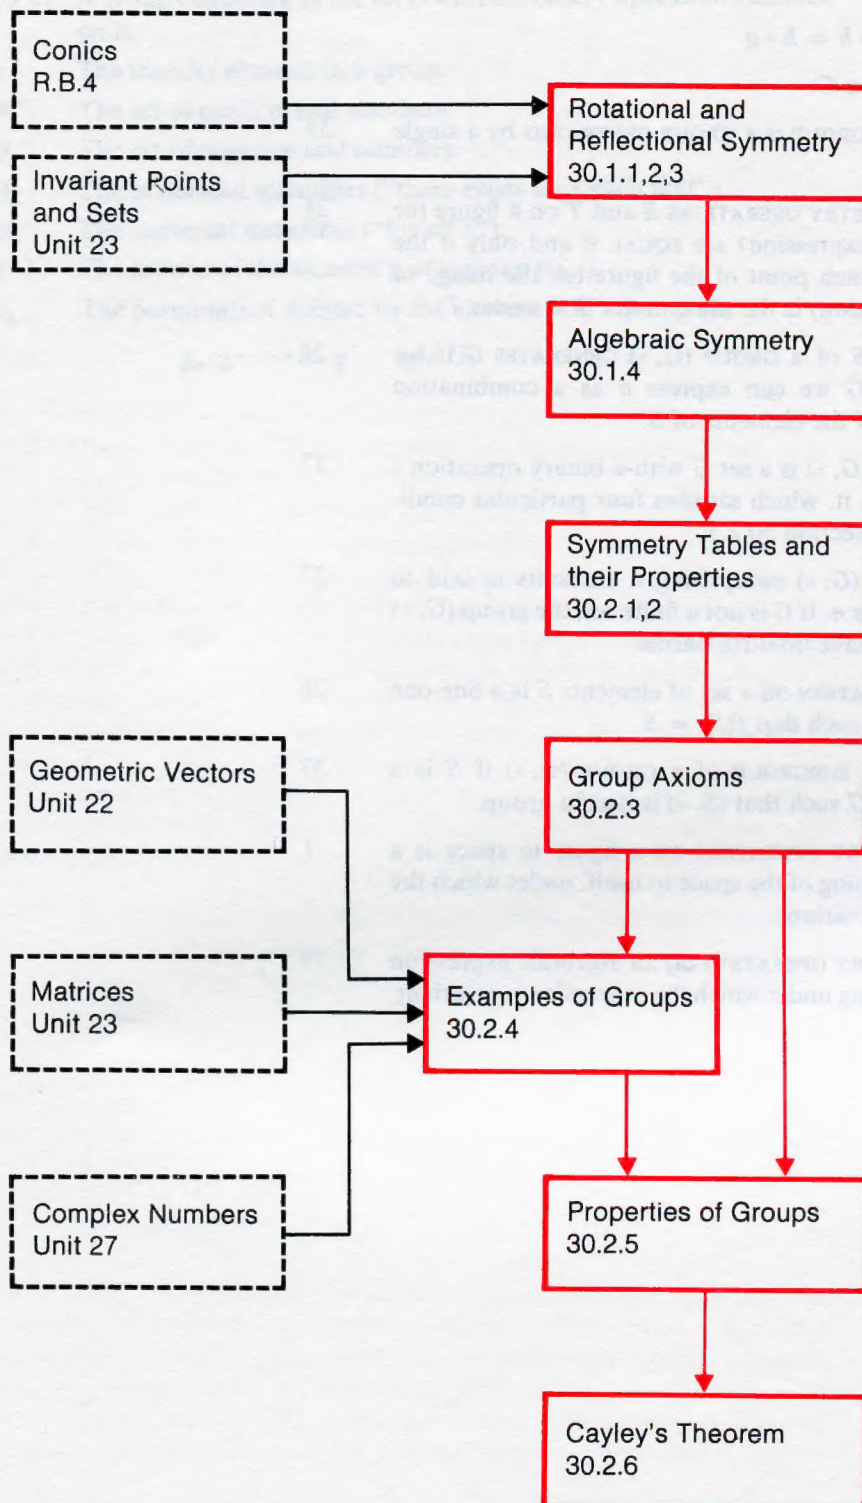 Conics
R.B.4
Invariant Points
and Sets
Unit 23
Rotational and
Reflectional Symmetry
30.1.1,2,3
Algebraic Symmetry
30.1.4
Symmetry Tables and
their Properties
30.2.1,2
Geometric Vectors
Unit 22
Group Axioms
30.2.3
Matrices
Unit 23
Examples of Groups
30.2.4
Complex Numbers
Unit 27
Properties of Groups
30.2.5
Cayley's Theorem
30.2.6